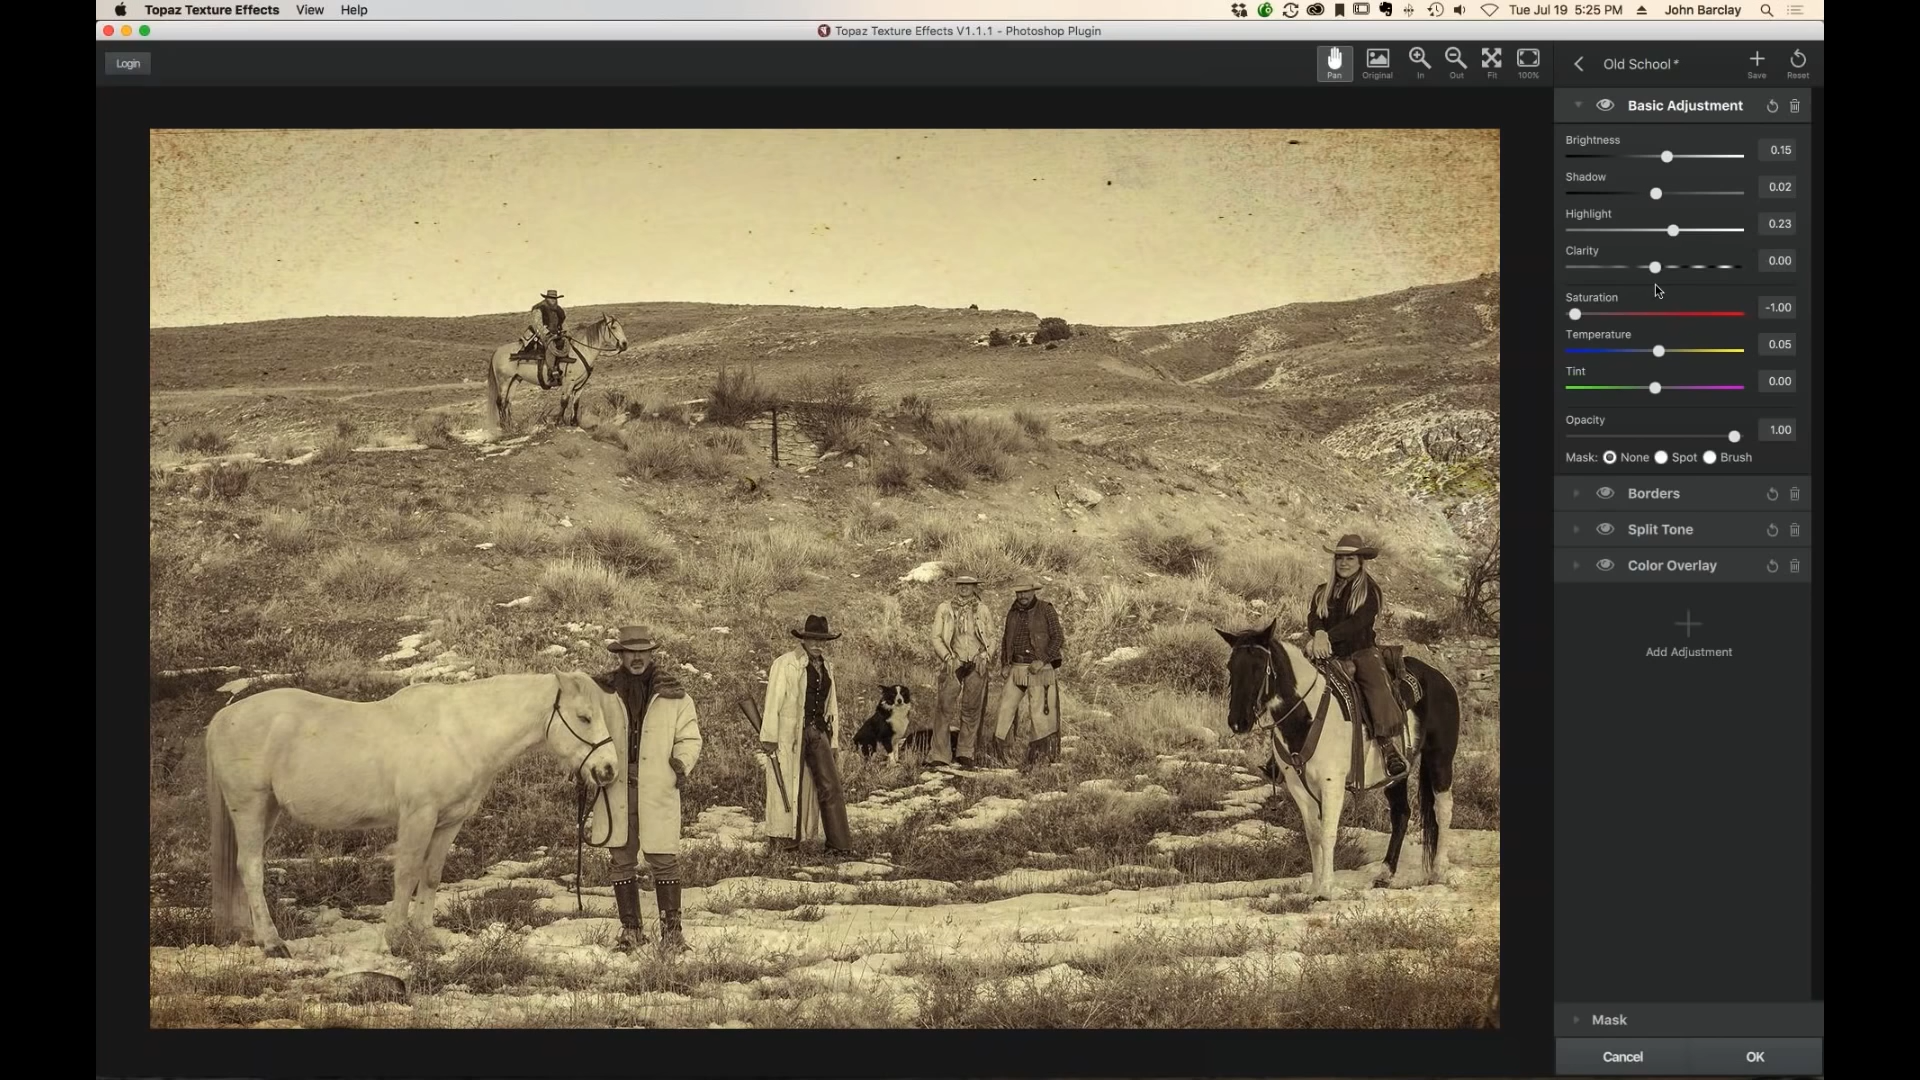 Topaz Texture Effects View Help Tue Jul 19 5:25 PM John Barclay
Topaz Texture Effects V1.1.1 - Photoshop Plugin
Login Pan Original In Out Fit 100% Old School* Save Reset
Basic Adjustment
Brightness 0.15
Shadow 0.02
Highlight 0.23
Clarity 0.00
Saturation -1.00
Temperature 0.05
Tint 0.00
Opacity 1.00
Mask: None Spot Brush
Borders
Split Tone
Color Overlay
Add Adjustment
Mask
Cancel OK